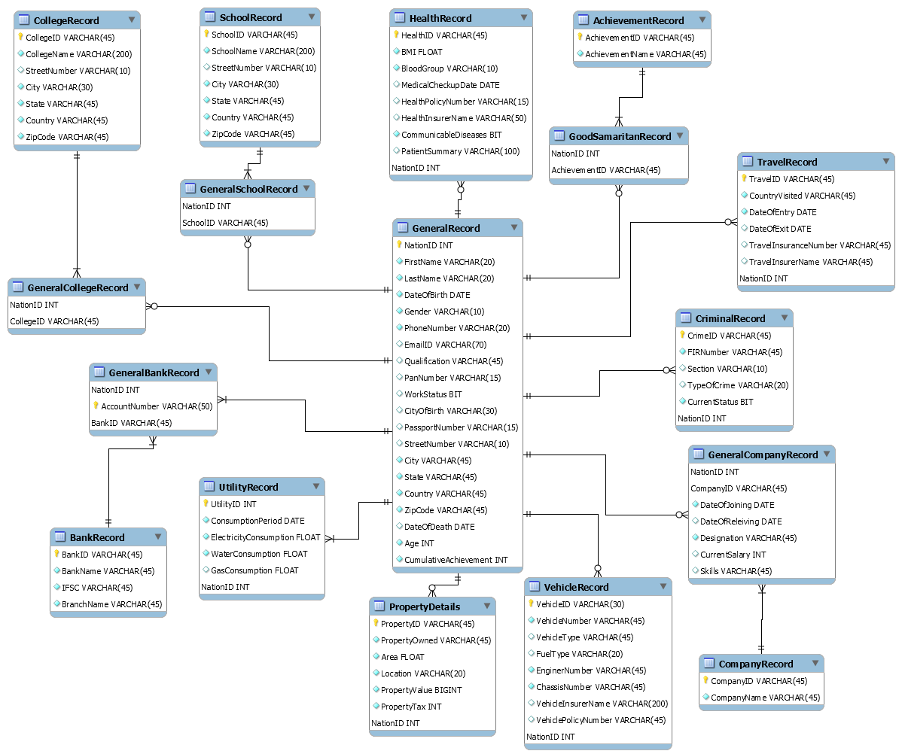 CollegeRecord
CollegeID VARCHAR(45)
CollegeName VARCHAR(200)
StreetNumber VARCHAR(10)
City VARCHAR(30)
State VARCHAR(45)
Country VARCHAR(45)
ZipCode VARCHAR(45)
SchoolRecord
SchoolID VARCHAR(45)
SchoolName VARCHAR(200)
StreetNumber VARCHAR(10)
City VARCHAR(30)
State VARCHAR(45)
Country VARCHAR(45)
ZipCode VARCHAR(45)
HealthRecord
HealthID VARCHAR(45)
BMI FLOAT
BloodGroup VARCHAR(10)
MedicalCheckupDate DATE
HealthPolicyNumber VARCHAR(15)
HealthInsurerName VARCHAR(50)
CommunicableDiseases BIT
PatientSummary VARCHAR(100)
NationID INT
AchievementRecord
AchievementID VARCHAR(45)
AchievementName VARCHAR(45)
GoodSamaritanRecord
NationID INT
AchievementID VARCHAR(45)
TravelRecord
TravelID VARCHAR(45)
CountryVisited VARCHAR(45)
DateOfEntry DATE
DateOfExit DATE
TravelInsuranceNumber VARCHAR(45)
TravelInsurerName VARCHAR(45)
NationID INT
GeneralSchoolRecord
NationID INT
SchoolID VARCHAR(45)
GeneralRecord
NationID INT
FirstName VARCHAR(20)
LastName VARCHAR(20)
DateOfBirth DATE
Gender VARCHAR(10)
PhoneNumber VARCHAR(20)
EmailID VARCHAR(70)
Qualification VARCHAR(45)
PanNumber VARCHAR(15)
WorkStatus BIT
CityOfBirth VARCHAR(30)
PassportNumber VARCHAR(15)
StreetNumber VARCHAR(10)
City VARCHAR(45)
State VARCHAR(45)
Country VARCHAR(45)
ZipCode VARCHAR(45)
DateOfDeath DATE
Age INT
CumulativeAchievement INT
GeneralCollegeRecord
NationID INT
CollegeID VARCHAR(45)
CriminalRecord
CrimeID VARCHAR(45)
FIRNumber VARCHAR(45)
Section VARCHAR(10)
TypeOfCrime VARCHAR(20)
CurrentStatus BIT
NationID INT
GeneralBankRecord
NationID INT
AccountNumber VARCHAR(50)
BankID VARCHAR(45)
GeneralCompanyRecord
NationID INT
CompanyID VARCHAR(45)
DateOfJoining DATE
DateOfReleiving DATE
Designation VARCHAR(45)
CurrentSalary INT
Skills VARCHAR(45)
UtilityRecord
UtilityID INT
ConsumptionPeriod DATE
ElectricityConsumption FLOAT
WaterConsumption FLOAT
GasConsumption FLOAT
NationID INT
BankRecord
BankID VARCHAR(45)
BankName VARCHAR(45)
IFSC VARCHAR(45)
BranchName VARCHAR(45)
PropertyDetails
PropertyID VARCHAR(45)
PropertyOwned VARCHAR(45)
Area FLOAT
Location VARCHAR(20)
PropertyValue BIGINT
PropertyTax INT
NationID INT
VehicleRecord
VehicleID VARCHAR(30)
VehicleNumber VARCHAR(45)
VehicleType VARCHAR(45)
FuelType VARCHAR(20)
EnginerNumber VARCHAR(45)
ChassisNumber VARCHAR(45)
VehicleInsurerName VARCHAR(200)
VehiclePolicyNumber VARCHAR(45)
NationID INT
CompanyRecord
CompanyID VARCHAR(45)
CompanyName VARCHAR(45)